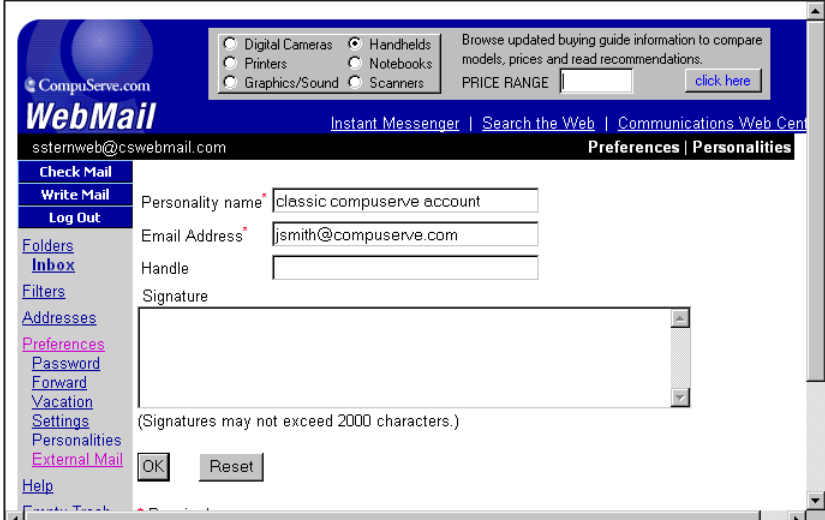 Digital Cameras Handhelds
Printers Notebooks
Graphics/Sound Scanners
Browse updated buying guide information to compare
models, prices and read recommendations.
PRICE RANGE click here
CompuServe.com
WebMail
Instant Messenger | Search the Web | Communications Web Cent
ssternweb@cswebmail.com
Preferences | Personalities
Check Mail
Write Mail
Log Out
Folders
Inbox
Filters
Addresses
Preferences
Password
Forward
Vacation
Settings
Personalities
External Mail
Help
Empty Trash
Personality name* classic compuserve account
Email Address* jsmith@compuserve.com
Handle
Signature
(Signatures may not exceed 2000 characters.)
OK Reset